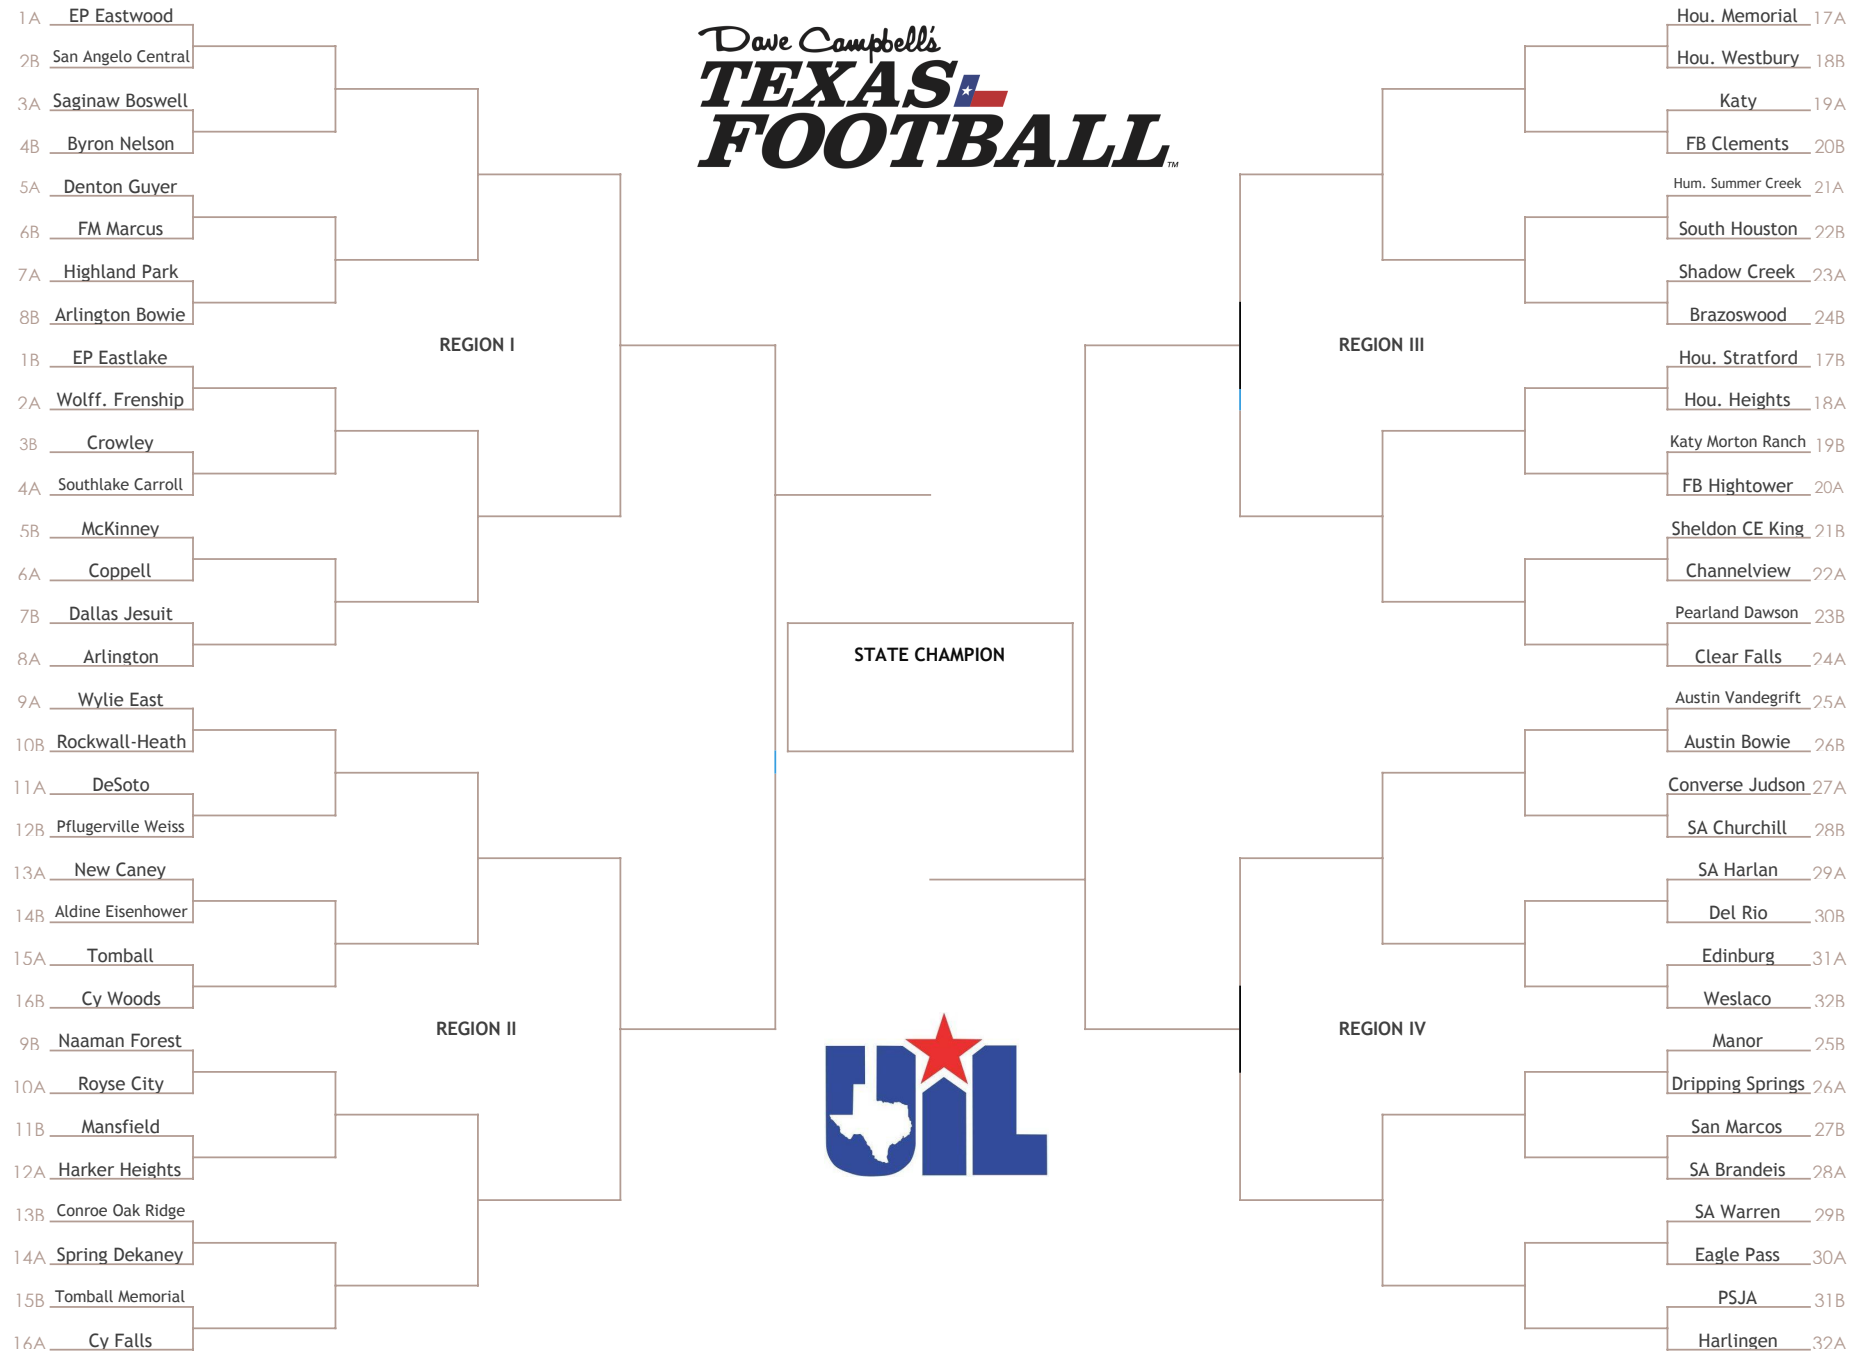 Dave Campbell's
TEXAS
FOOTBALL™
1A EP Eastwood
2B San Angelo Central
3A Saginaw Boswell
4B Byron Nelson
5A Denton Guyer
6B FM Marcus
7A Highland Park
8B Arlington Bowie
REGION I
1B EP Eastlake
2A Wolff. Frenship
3B Crowley
4A Southlake Carroll
5B McKinney
6A Coppell
7B Dallas Jesuit
8A Arlington
9A Wylie East
10B Rockwall-Heath
11A DeSoto
12B Pflugerville Weiss
13A New Caney
14B Aldine Eisenhower
15A Tomball
16B Cy Woods
REGION II
9B Naaman Forest
10A Royse City
11B Mansfield
12A Harker Heights
13B Conroe Oak Ridge
14A Spring Dekaney
15B Tomball Memorial
16A Cy Falls
STATE CHAMPION
UIL
Hou. Memorial 17A
Hou. Westbury 18B
Katy 19A
FB Clements 20B
Hum. Summer Creek 21A
South Houston 22B
Shadow Creek 23A
Brazoswood 24B
REGION III
Hou. Stratford 17B
Hou. Heights 18A
Katy Morton Ranch 19B
FB Hightower 20A
Sheldon CE King 21B
Channelview 22A
Pearland Dawson 23B
Clear Falls 24A
Austin Vandegrift 25A
Austin Bowie 26B
Converse Judson 27A
SA Churchill 28B
SA Harlan 29A
Del Rio 30B
Edinburg 31A
Weslaco 32B
REGION IV
Manor 25B
Dripping Springs 26A
San Marcos 27B
SA Brandeis 28A
SA Warren 29B
Eagle Pass 30A
PSJA 31B
Harlingen 32A